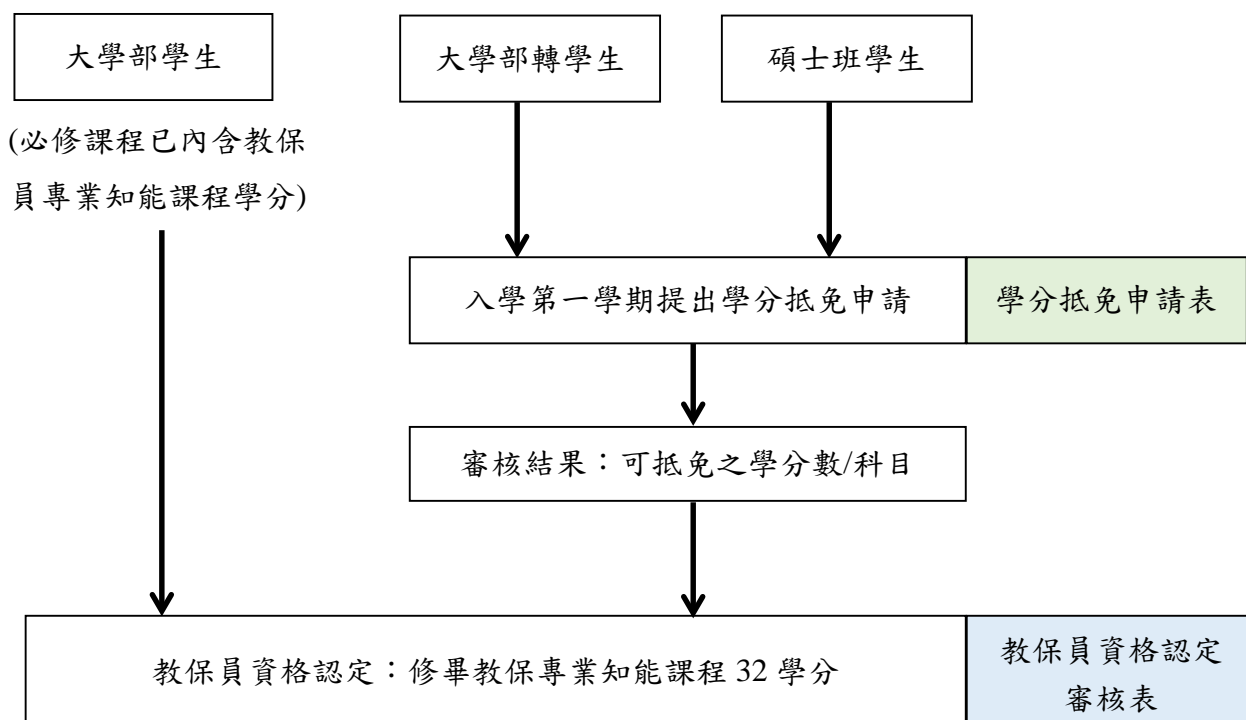 大學部學生
大學部轉學生
碩士班學生
(必修課程已內含教保
員專業知能課程學分)
入學第一學期提出學分抵免申請
學分抵免申請表
審核結果：可抵免之學分數/科目
教保員資格認定：修畢教保專業知能課程 32 學分
教保員資格認定
審核表